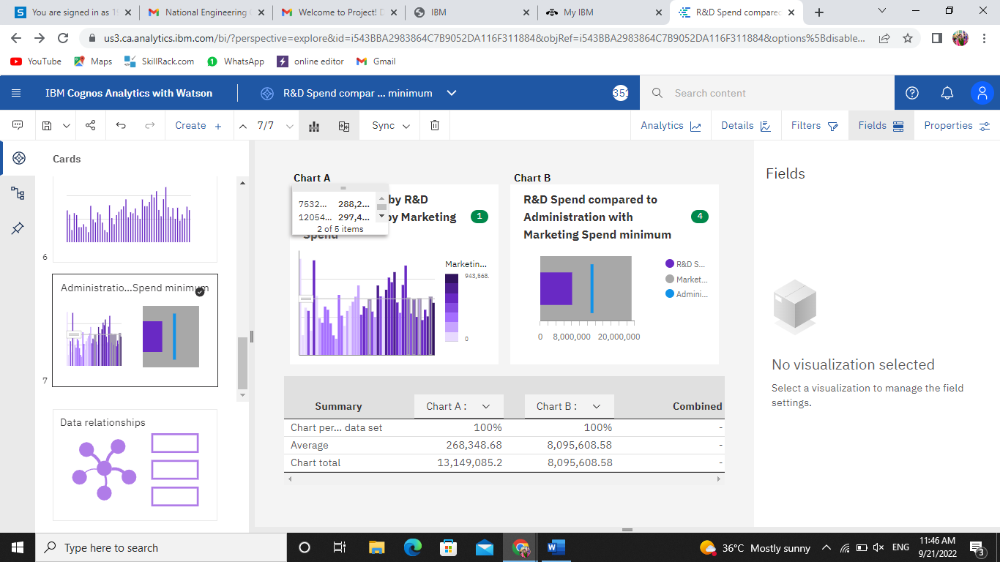 You are signed in as 19
National Engineering C
Welcome to Project! D
IBM
My IBM
R&D Spend compared
us3.ca.analytics.ibm.com/bi/?perspective=explore&id=i543BBA2983864C7B9052DA116F311884&objRef=i543BBA2983864C7B9052DA116F311884&options%5Bdisable...
YouTube
Maps
SkillRack.com
WhatsApp
online editor
Gmail
IBM Cognos Analytics with Watson
R&D Spend compar ... minimum
351
Search content
Create +
7/7
Sync
Analytics
Details
Filters
Fields
Properties
Cards
6
Administratio...Spend minimum
7
Data relationships
Chart A
by R&D
by Marketing
Spend
1
7532... 288,2...
12054... 297,4...
2 of 5 items
Marketin...
943,568.
0
Chart B
R&D Spend compared to
Administration with
Marketing Spend minimum
4
R&D S...
Market...
Admini...
0 8,000,000 20,000,000
Summary Chart A : Chart B : Combined
Chart per... data set 100% 100% -
Average 268,348.68 8,095,608.58 -
Chart total 13,149,085.2 8,095,608.58 -
Fields
No visualization selected
Select a visualization to manage the field
settings.
Type here to search
36°C Mostly sunny
ENG
11:46 AM
9/21/2022
3